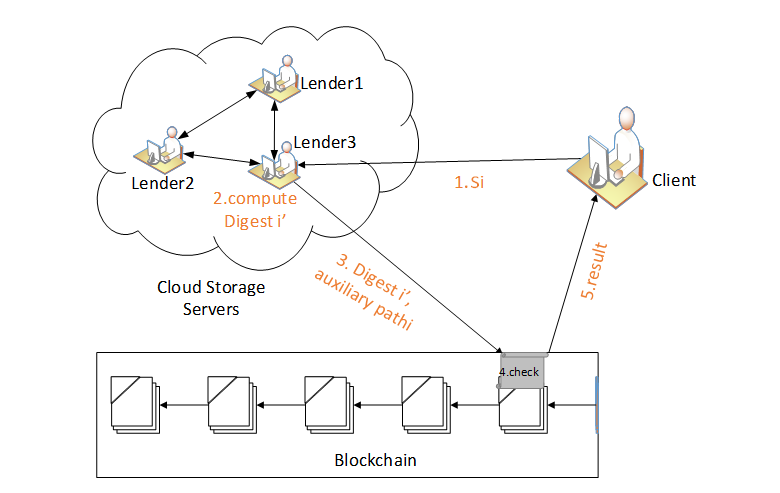 Lender1
Lender3
Lender2
1.Si
Client
2.compute
Digest i’
Cloud Storage
Servers
3. Digest i’,
auxiliary pathi
5.result
4.check
Blockchain